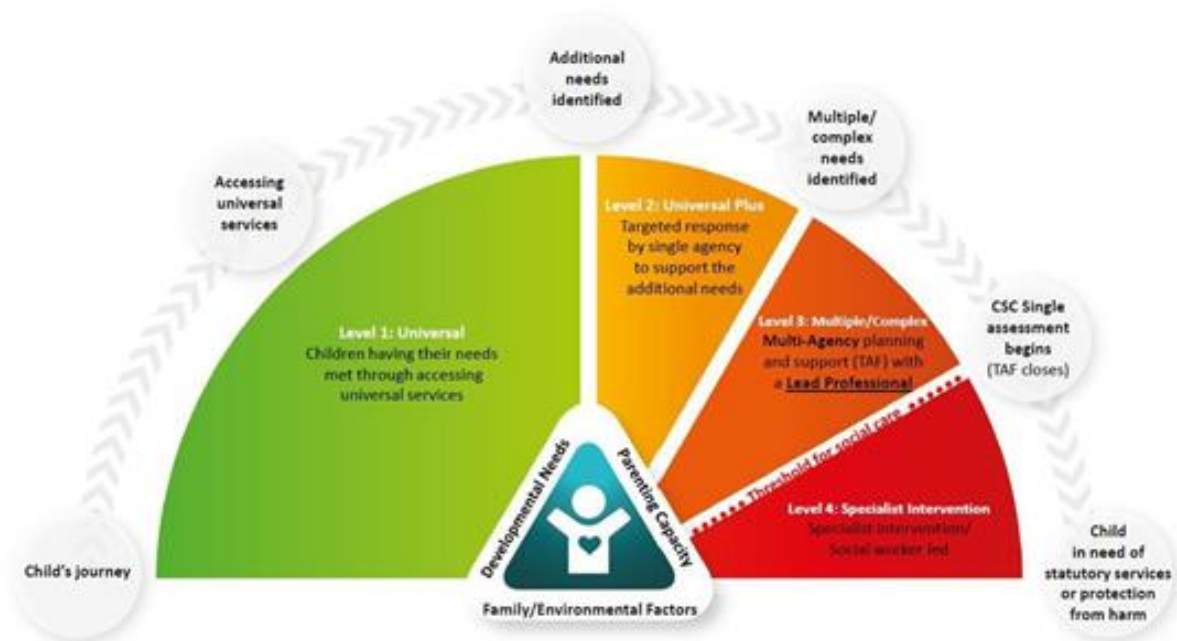 Child's journey
Accessing
universal
services
Additional
needs
identified
Multiple/
complex
needs
identified
CSC Single
assessment
begins
(TAF closes)
Child
in need of
statutory services
or protection
from harm
Level 1: Universal
Children having their needs
met through accessing
universal services
Level 2: Universal Plus
Targeted response
by single agency
to support the
additional needs
Level 3: Multiple/Complex
Multi-Agency planning
and support (TAF) with
a Lead Professional
Threshold for social care
Level 4: Specialist Intervention
Specialist intervention/
Social worker led
Developmental Needs
Parenting Capacity
Family/Environmental Factors